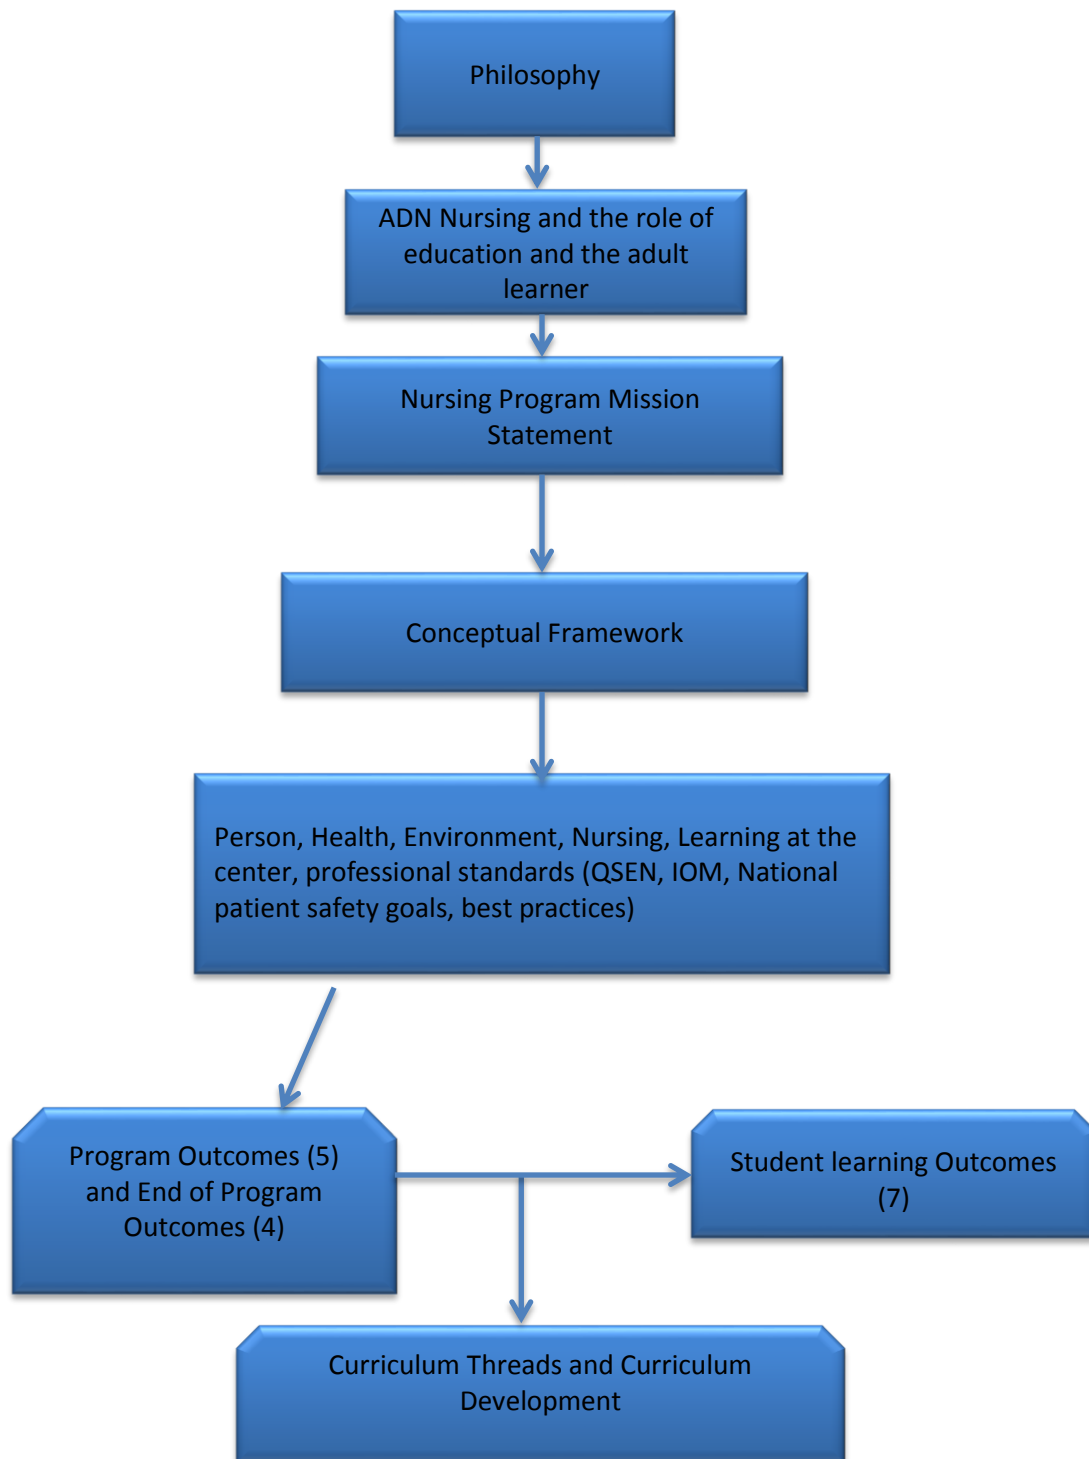 Philosophy
ADN Nursing and the role of
education and the adult
learner
Nursing Program Mission
Statement
Conceptual Framework
Person, Health, Environment, Nursing, Learning at the
center, professional standards (QSEN, IOM, National
patient safety goals, best practices)
Program Outcomes (5)
and End of Program
Outcomes (4)
Student learning Outcomes
(7)
Curriculum Threads and Curriculum
Development